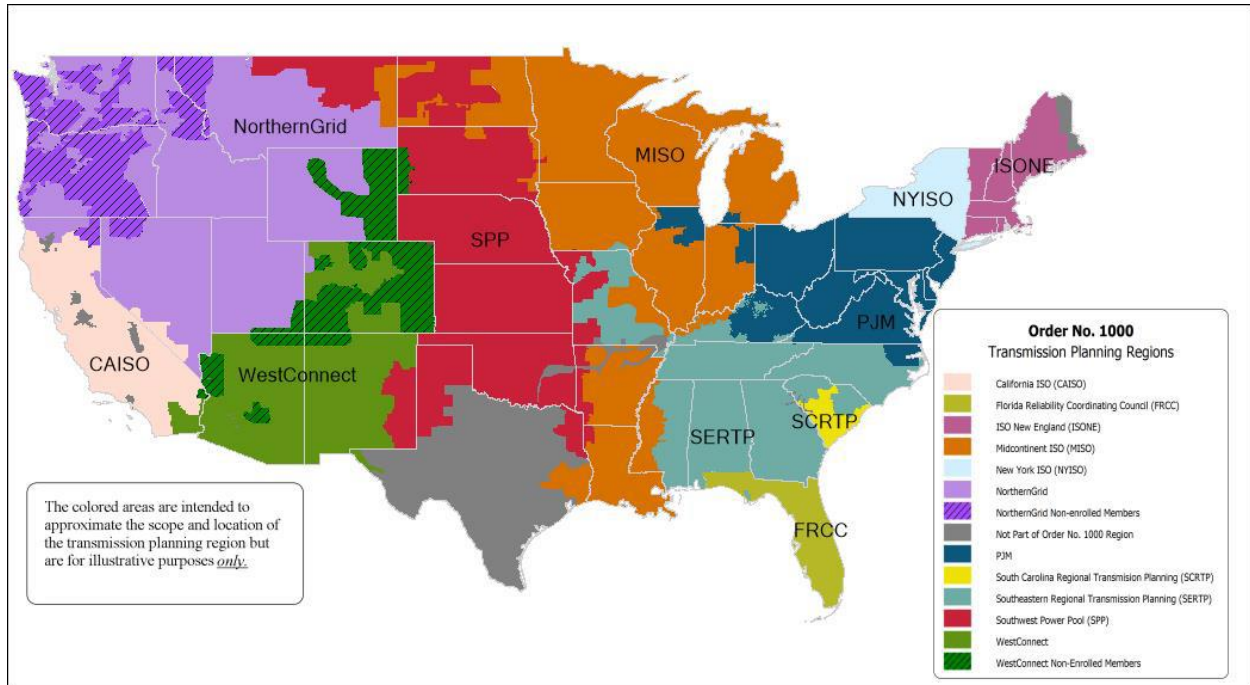 NorthernGrid
MISO
ISONE
NYISO
SPP
PJM
CAISO
WestConnect
SCRTP
SERTP
FRCC
The colored areas are intended to
approximate the scope and location of
the transmission planning region but
are for illustrative purposes only.
Order No. 1000
Transmission Planning Regions
California ISO (CAISO)
Florida Reliability Coordinating Council (FRCC)
ISO New England (ISONE)
Midcontinent ISO (MISO)
New York ISO (NYISO)
NorthernGrid
NorthernGrid Non-enrolled Members
Not Part of Order No. 1000 Region
PJM
South Carolina Regional Transmision Planning (SCRTP)
Southeastern Regional Transmission Planning (SERTP)
Southwest Power Pool (SPP)
WestConnect
WestConnect Non-Enrolled Members